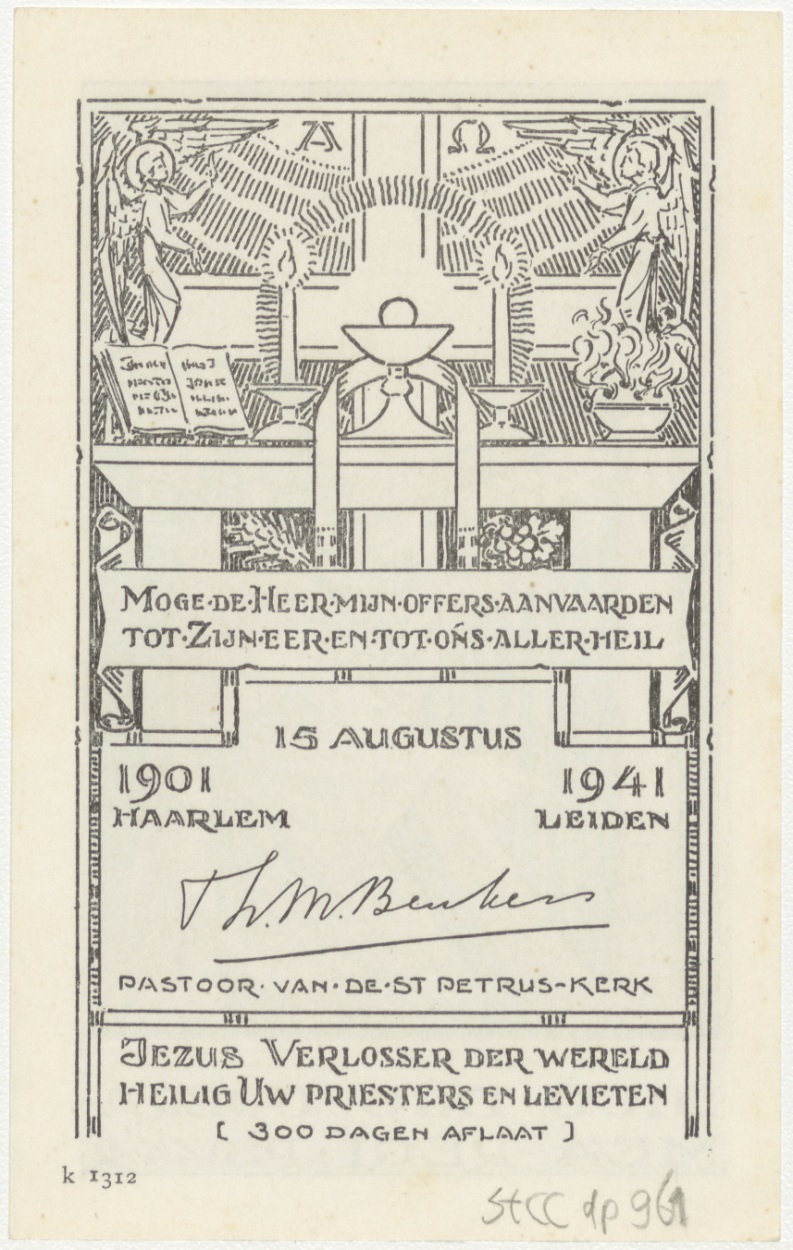 A Ω
MOGE·DE·HEER·MIJN·OFFERS·AANVAARDEN
TOT·ZIJN·EER·EN·TOT·ONS·ALLER·HEIL
15 AUGUSTUS
1901 1941
HAARLEM LEIDEN
Th.M.Beukers
PASTOOR·VAN·DE·ST PETRUS-KERK
JEZUS VERLOSSER DER WERELD
HEILIG UW PRIESTERS EN LEVIETEN
[ 300 DAGEN AFLAAT ]
k 1312
StCC dp 961